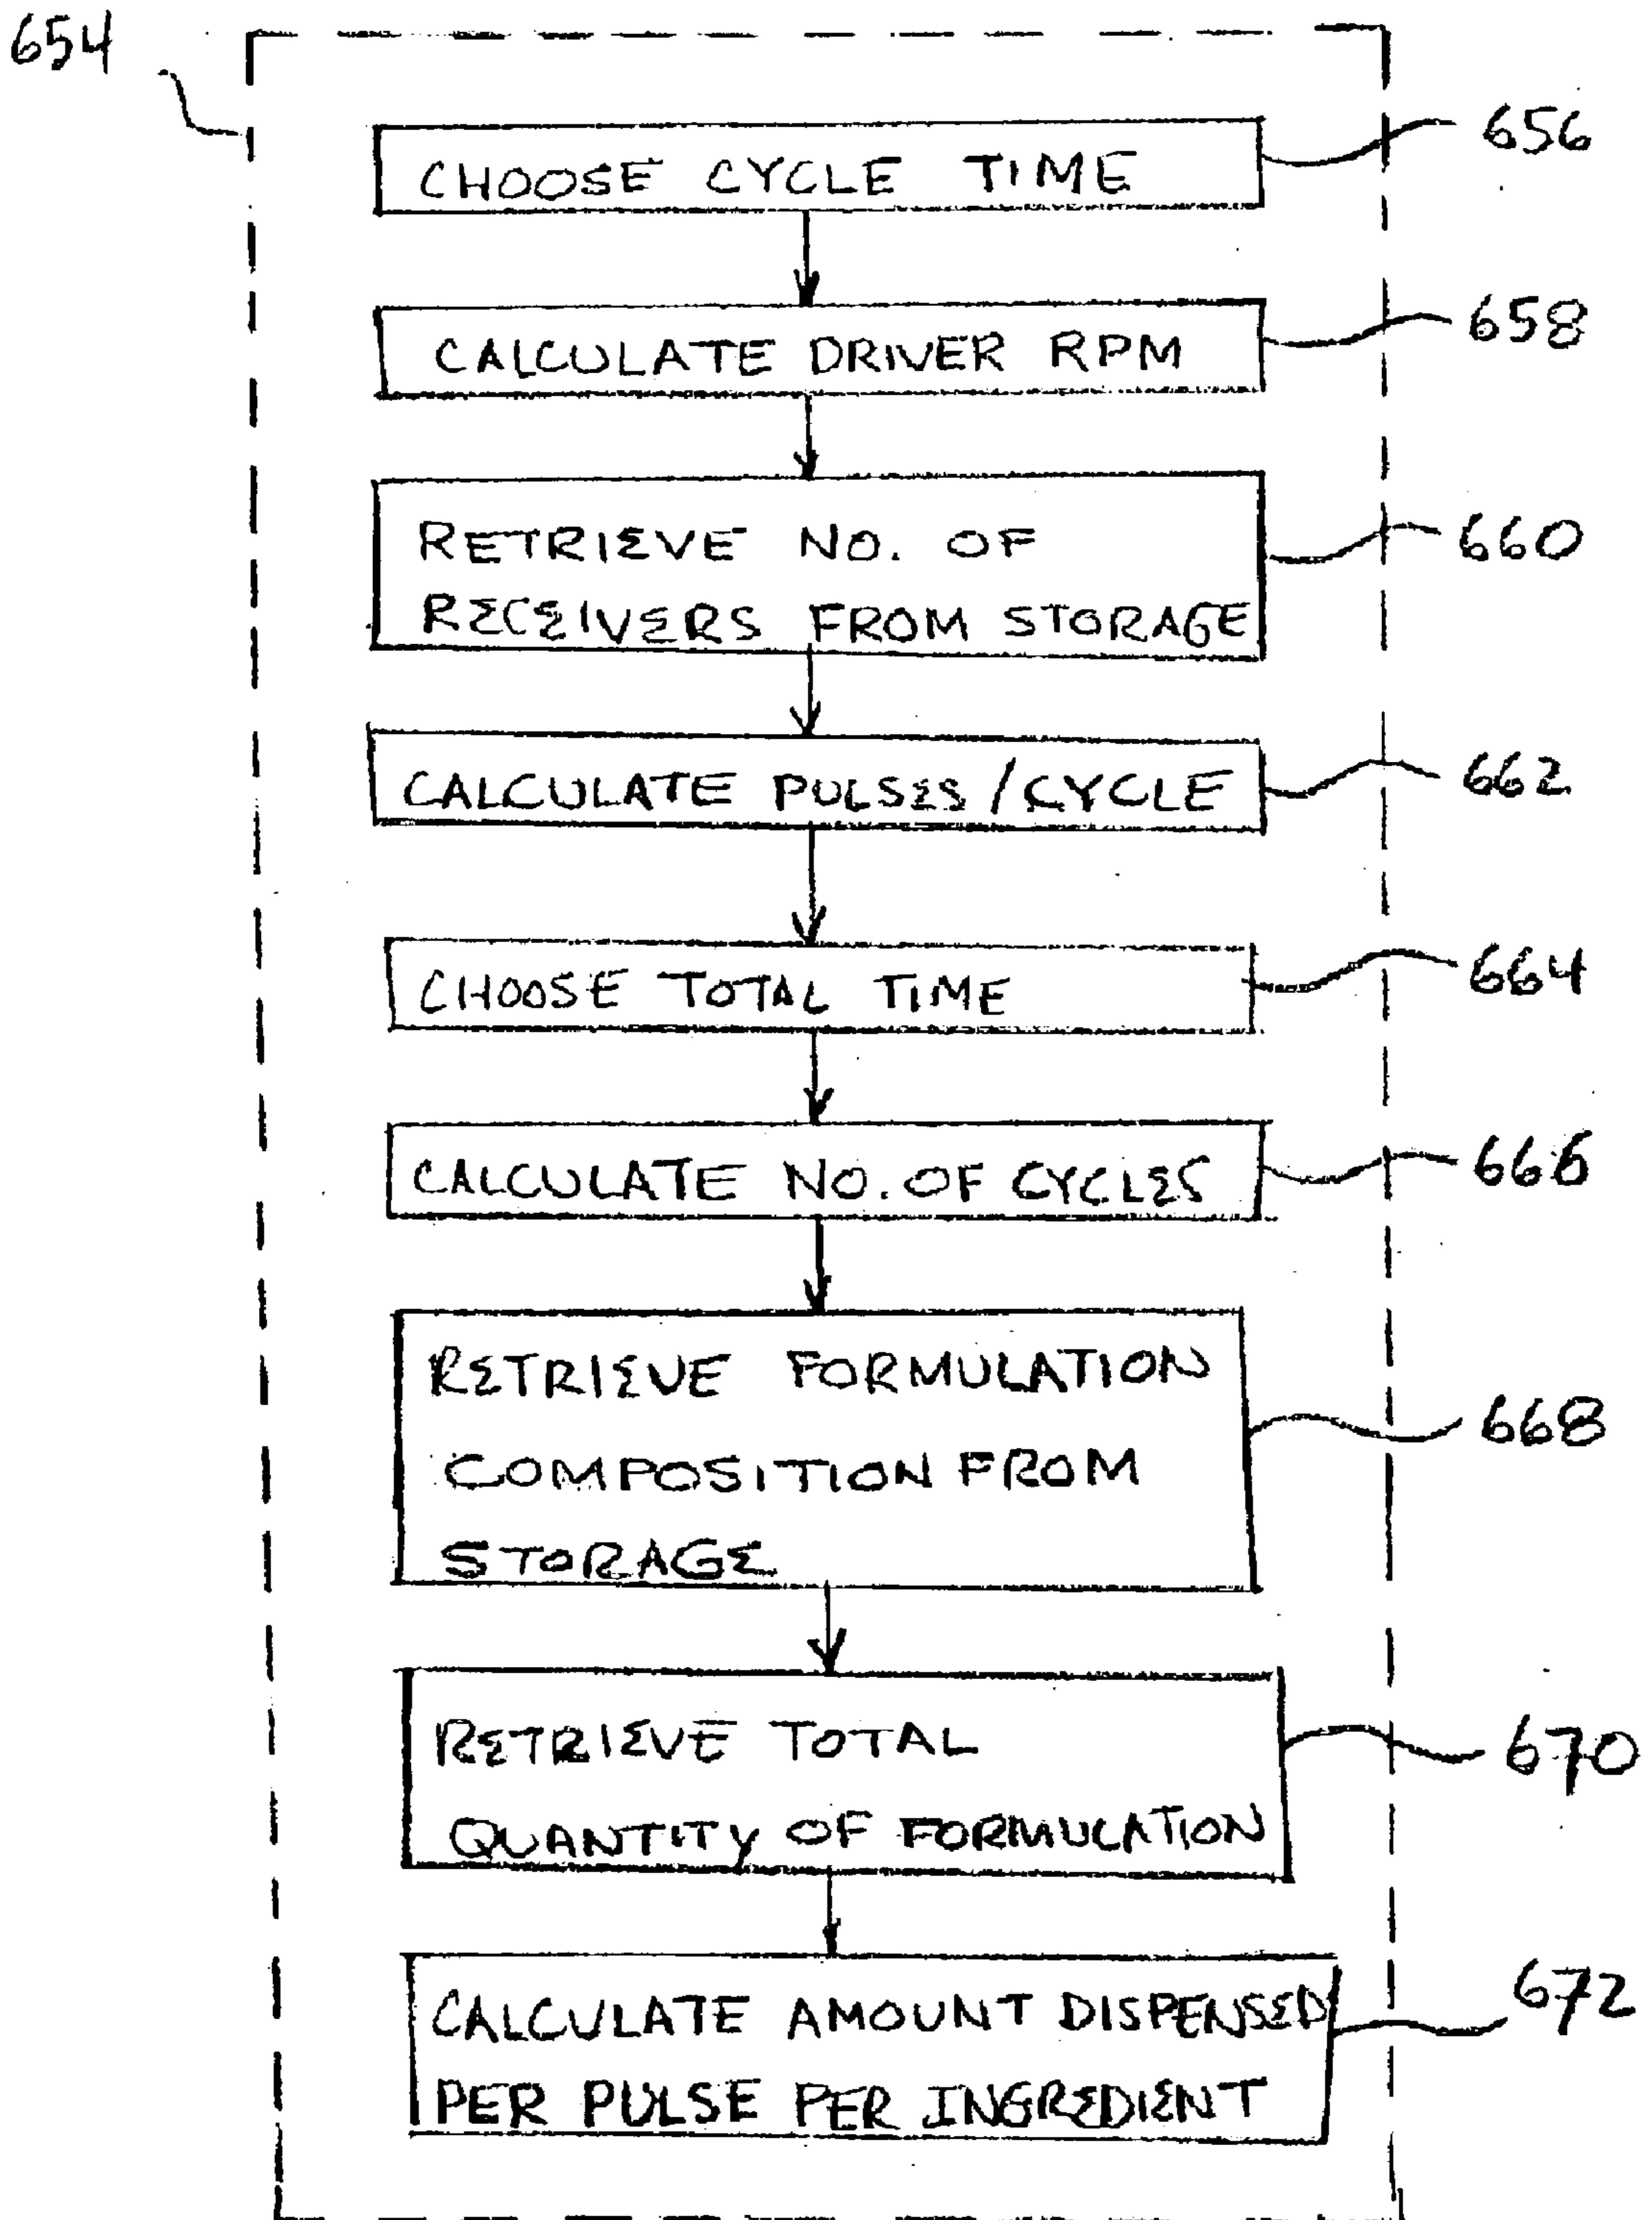 654
CHOOSE CYCLE TIME
656
CALCULATE DRIVER RPM
658
RETRIEVE NO. OF
RECEIVERS FROM STORAGE
660
CALCULATE PULSES/CYCLE
662
CHOOSE TOTAL TIME
664
CALCULATE NO. OF CYCLES
666
RETRIEVE FORMULATION
COMPOSITION FROM
STORAGE
668
RETRIEVE TOTAL
QUANTITY OF FORMULATION
670
CALCULATE AMOUNT DISPENSED
PER PULSE PER INGREDIENT
672